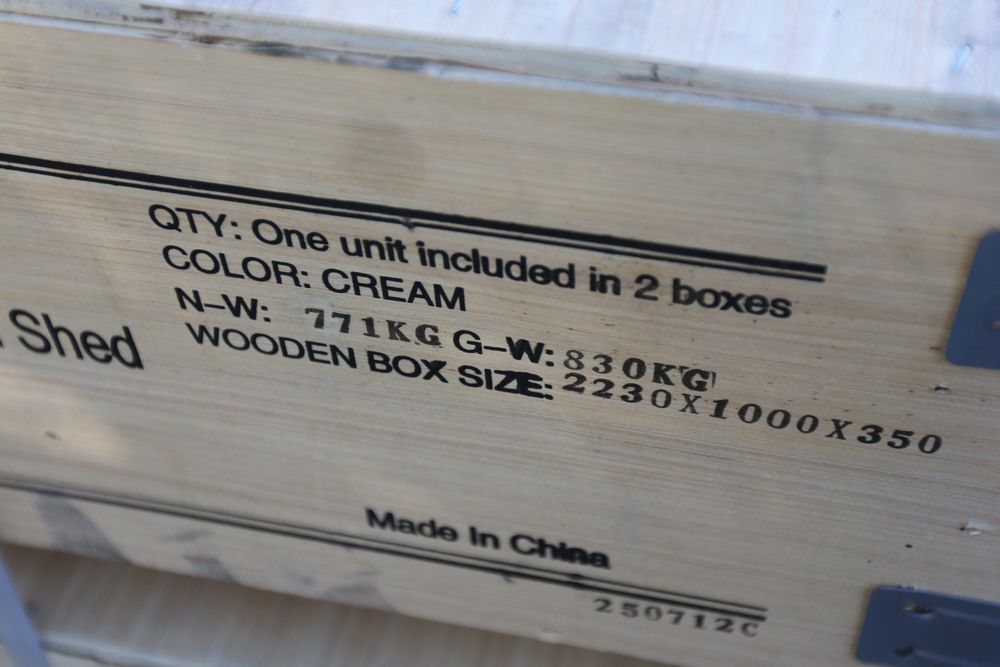 QTY: One unit included in 2 boxes
COLOR: CREAM
N-W: 771KG G-W: 830KG
Shed
WOODEN BOX SIZE: 2230X1000X350
Made In China
250712C